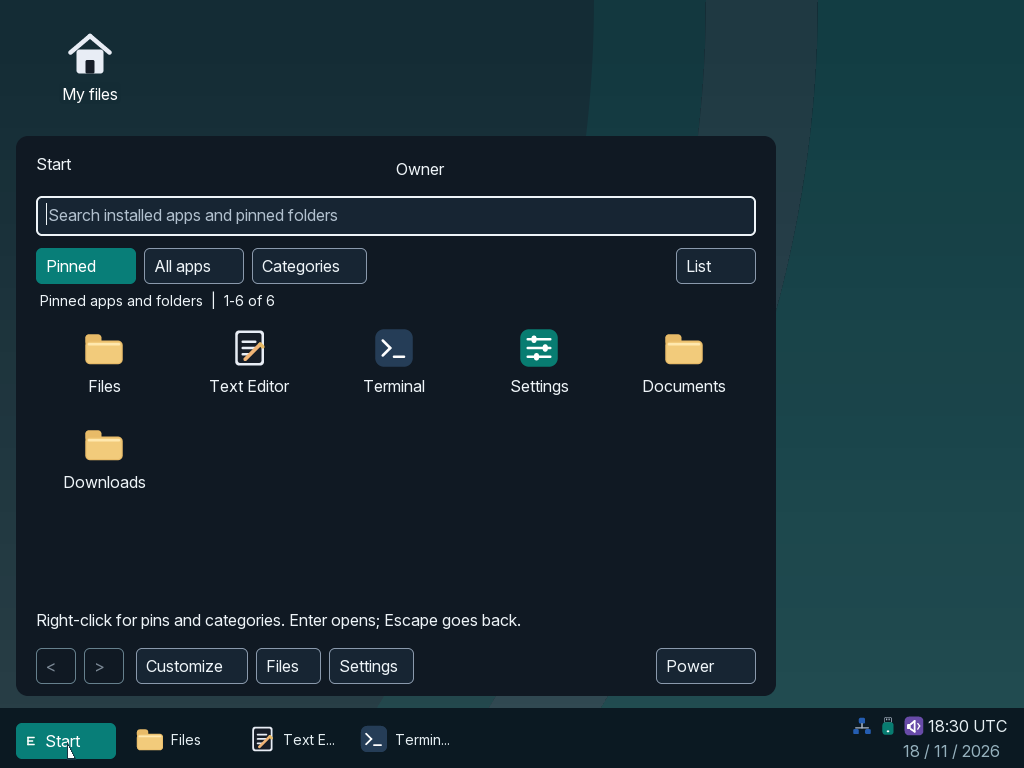 My files
Start
Owner
Search installed apps and pinned folders
Pinned
All apps
Categories
List
Pinned apps and folders | 1-6 of 6
Files
Text Editor
Terminal
Settings
Documents
Downloads
Right-click for pins and categories. Enter opens; Escape goes back.
<
>
Customize
Files
Settings
Power
E Start
Files
Text E...
Termin...
18:30 UTC
18 / 11 / 2026